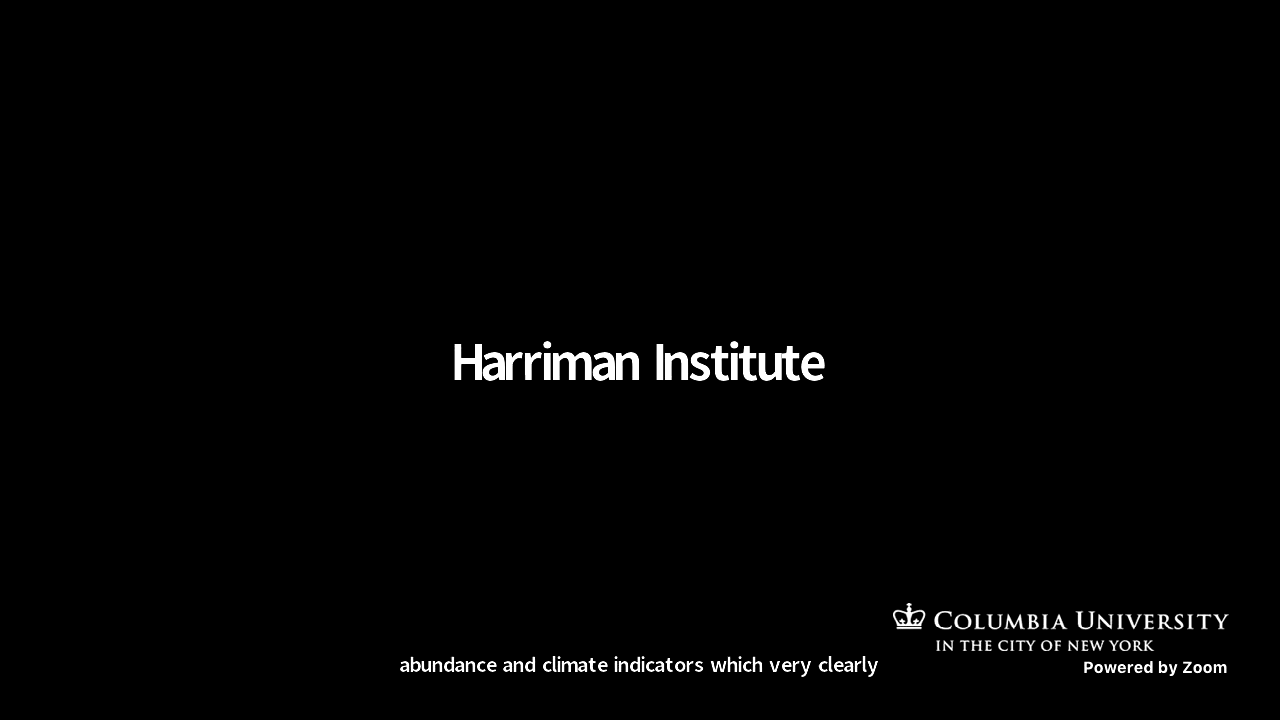 Harriman Institute
COLUMBIA UNIVERSITY
IN THE CITY OF NEW YORK
abundance and climate indicators which very clearly
Powered by Zoom